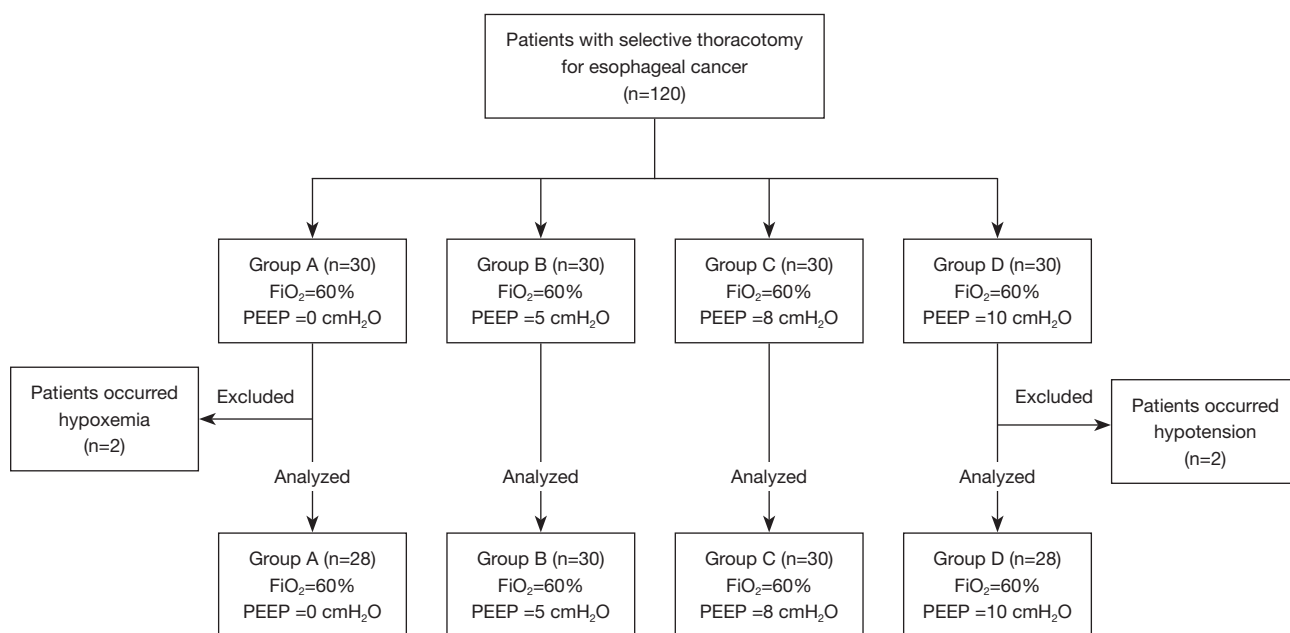 Patients with selective thoracotomy
for esophageal cancer
(n=120)
Group A (n=30)
FiO₂=60%
PEEP =0 cmH₂O
Group B (n=30)
FiO₂=60%
PEEP =5 cmH₂O
Group C (n=30)
FiO₂=60%
PEEP =8 cmH₂O
Group D (n=30)
FiO₂=60%
PEEP =10 cmH₂O
Patients occurred
hypoxemia
(n=2)
Excluded
Excluded
Patients occurred
hypotension
(n=2)
Analyzed
Analyzed
Analyzed
Analyzed
Group A (n=28)
FiO₂=60%
PEEP =0 cmH₂O
Group B (n=30)
FiO₂=60%
PEEP =5 cmH₂O
Group C (n=30)
FiO₂=60%
PEEP =8 cmH₂O
Group D (n=28)
FiO₂=60%
PEEP =10 cmH₂O